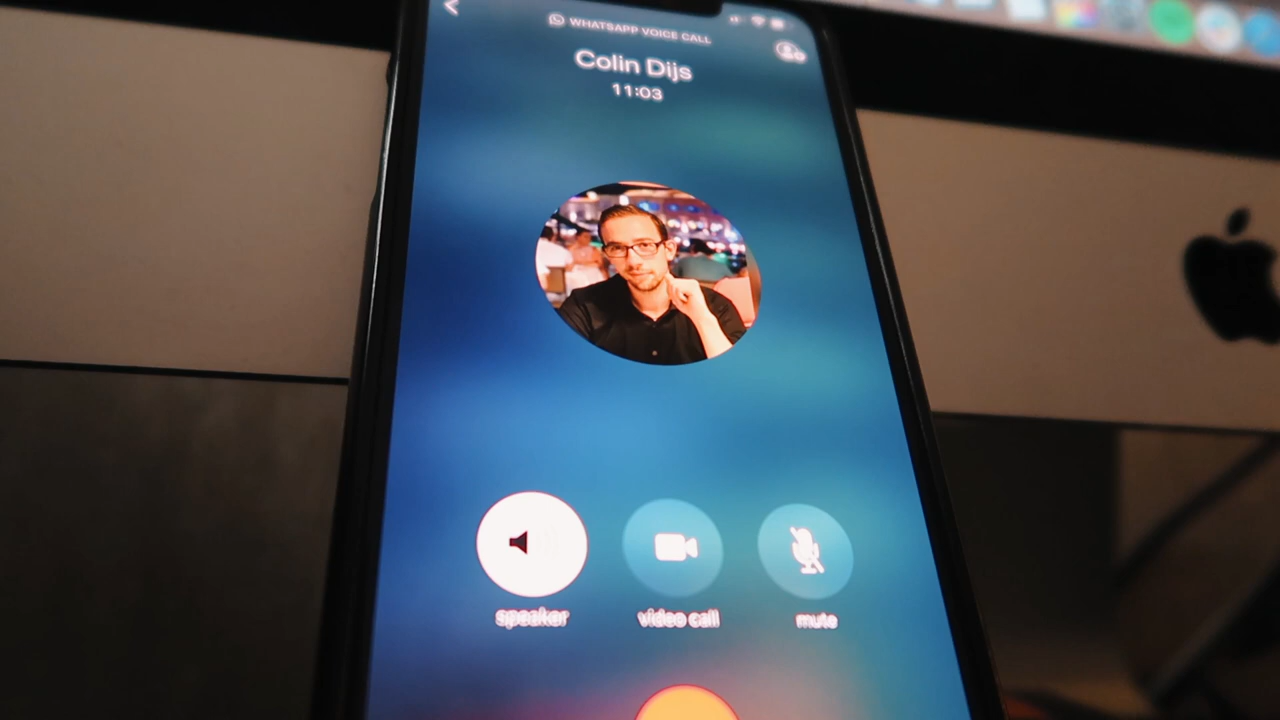 WHATSAPP VOICE CALL
Colin Dijs
11:03
speaker
video call
mute